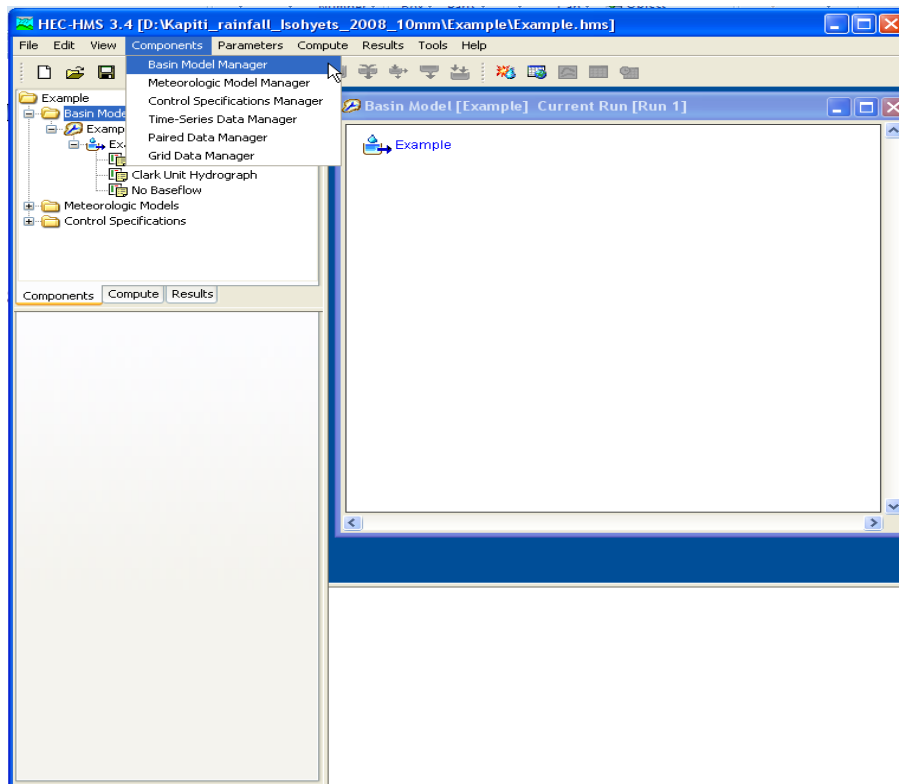 HEC-HMS 3.4 [D:\Kapiti_rainfall_Isohyets_2008_10mm\Example\Example.hms]
File Edit View Components Parameters Compute Results Tools Help
Basin Model Manager
Meteorologic Model Manager
Control Specifications Manager
Time-Series Data Manager
Paired Data Manager
Grid Data Manager
Example
Basin Mode
Examp
Ex
Clark Unit Hydrograph
No Baseflow
Meteorologic Models
Control Specifications
Components Compute Results
Basin Model [Example] Current Run [Run 1]
Example